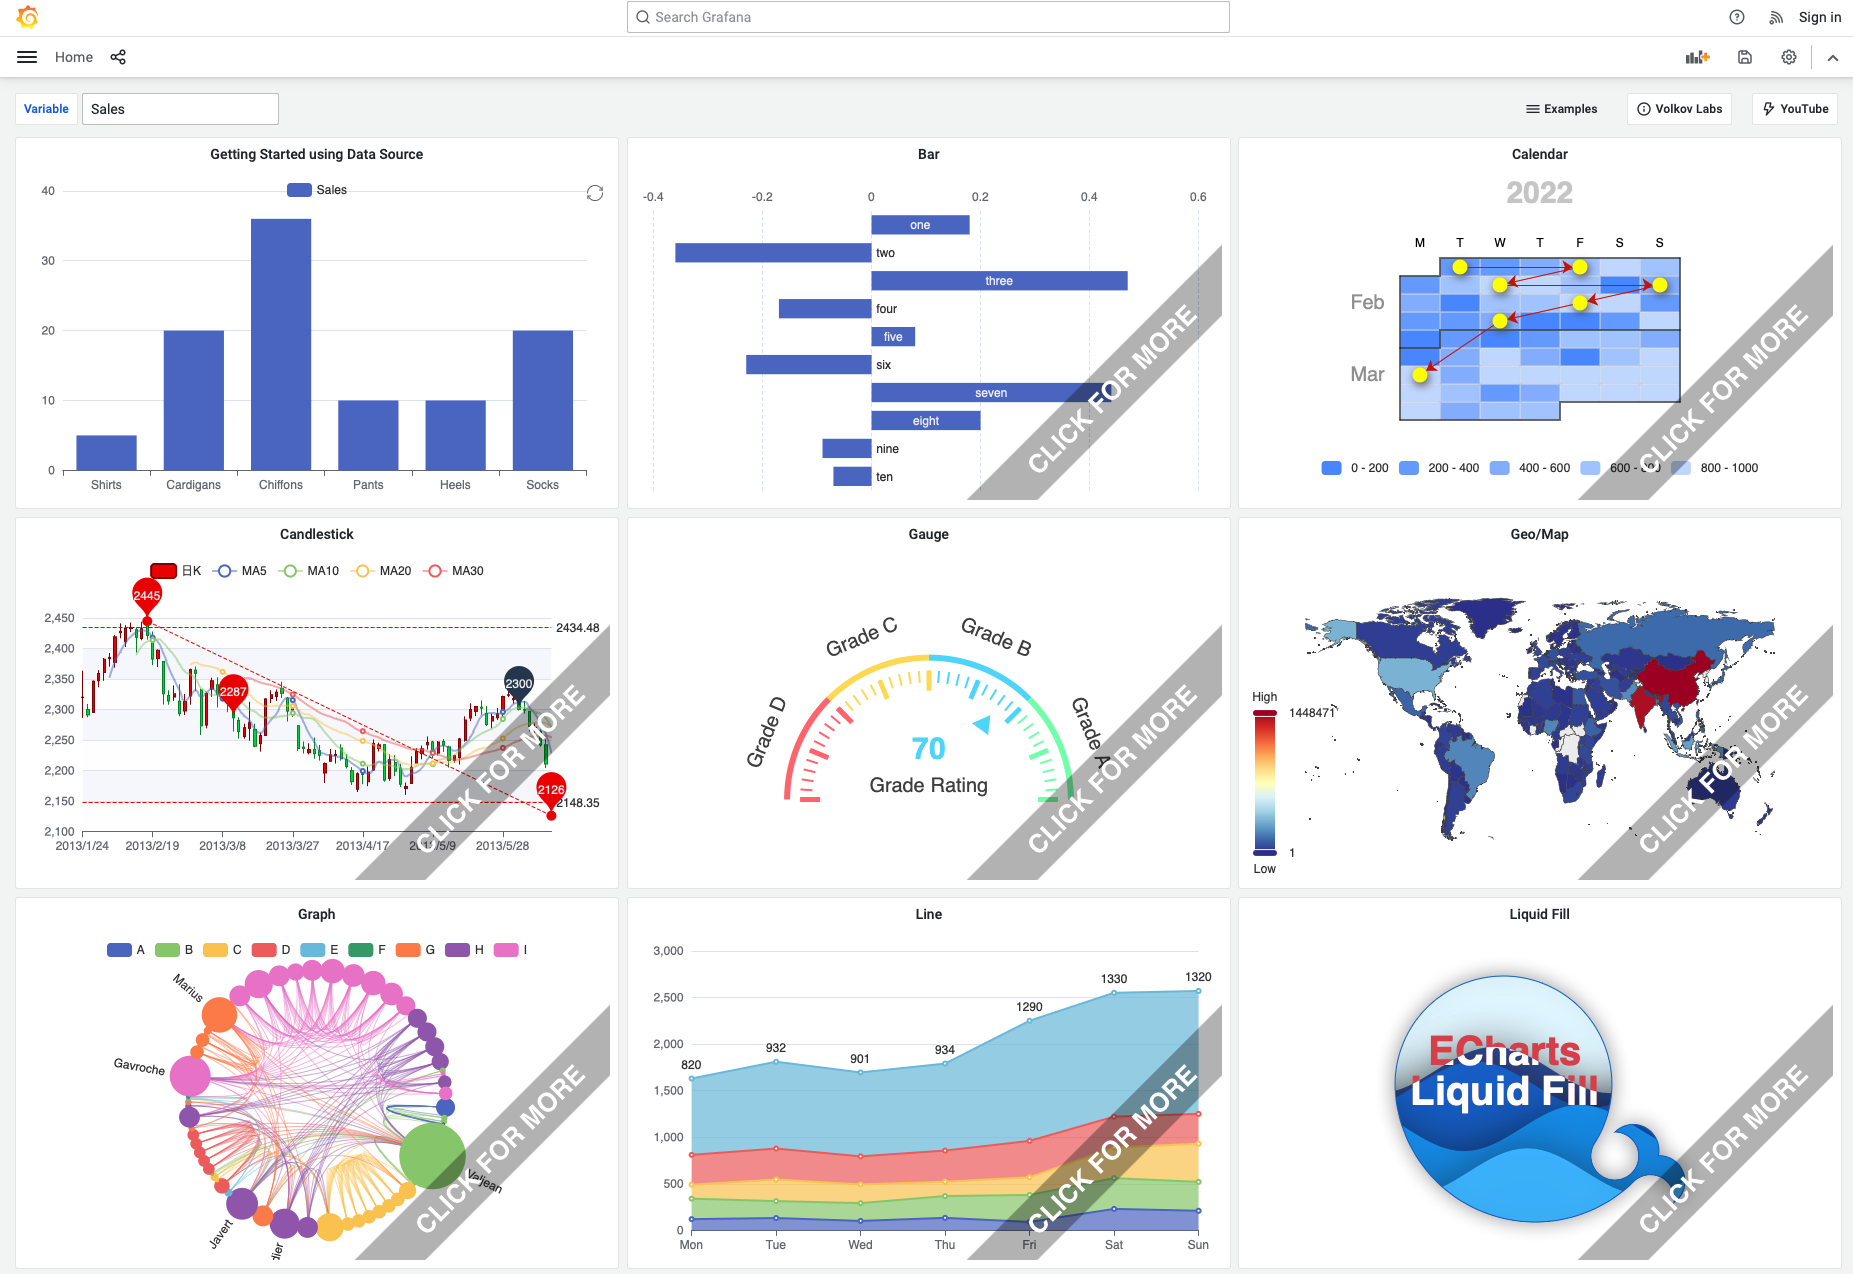 Search Grafana
Sign in
Home
Variable
Sales
Examples
Volkov Labs
YouTube
Getting Started using Data Source
Sales
40
30
20
10
0
Shirts Cardigans Chiffons Pants Heels Socks
Bar
-0.4 -0.2 0 0.2 0.4 0.6
one
two
three
four
five
six
seven
eight
nine
ten
CLICK FOR MORE
Calendar
2022
M T W T F S S
Feb
Mar
0 - 200 200 - 400 400 - 600 600 - 800 800 - 1000
CLICK FOR MORE
Candlestick
日K MA5 MA10 MA20 MA30
2445
2,450
2434.48
2,400
2,350
2287
2300
2,300
2,250
2,200
2126
2,150
2148.35
2,100
2013/1/24 2013/2/19 2013/3/8 2013/3/27 2013/4/17 2013/5/9 2013/5/28
CLICK FOR MORE
Gauge
Grade D
Grade C
Grade B
Grade A
70
Grade Rating
CLICK FOR MORE
Geo/Map
High
1448471
1
Low
CLICK FOR MORE
Graph
A B C D E F G H I
Marius
Gavroche
Valjean
Javert
CLICK FOR MORE
Line
3,000
2,500
2,000
1,500
1,000
500
0
820 932 901 934 1290 1330 1320
Mon Tue Wed Thu Fri Sat Sun
CLICK FOR MORE
Liquid Fill
ECharts
Liquid Fill
CLICK FOR MORE